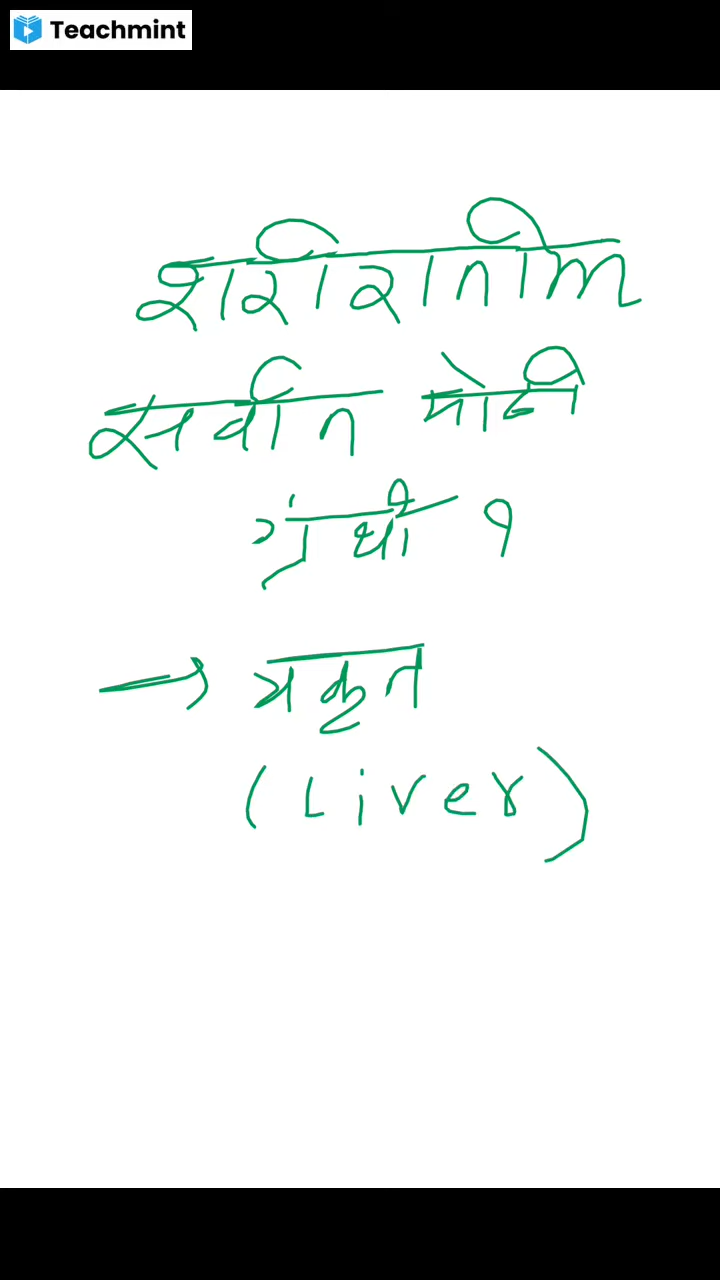 Teachmint
शरीरातील
सर्वात मोठी
ग्रंथी ?
→ यकृत
(Liver)